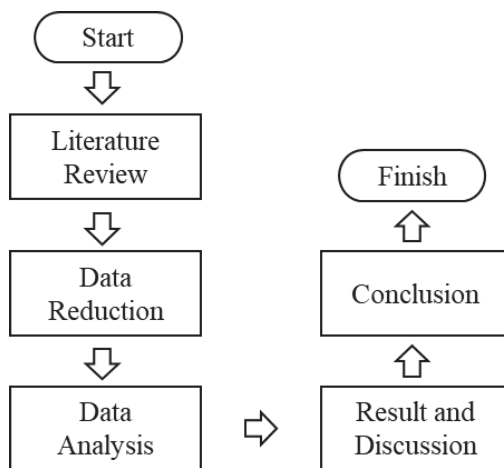 Start
Literature
Review
Data
Reduction
Data
Analysis
Result and
Discussion
Conclusion
Finish